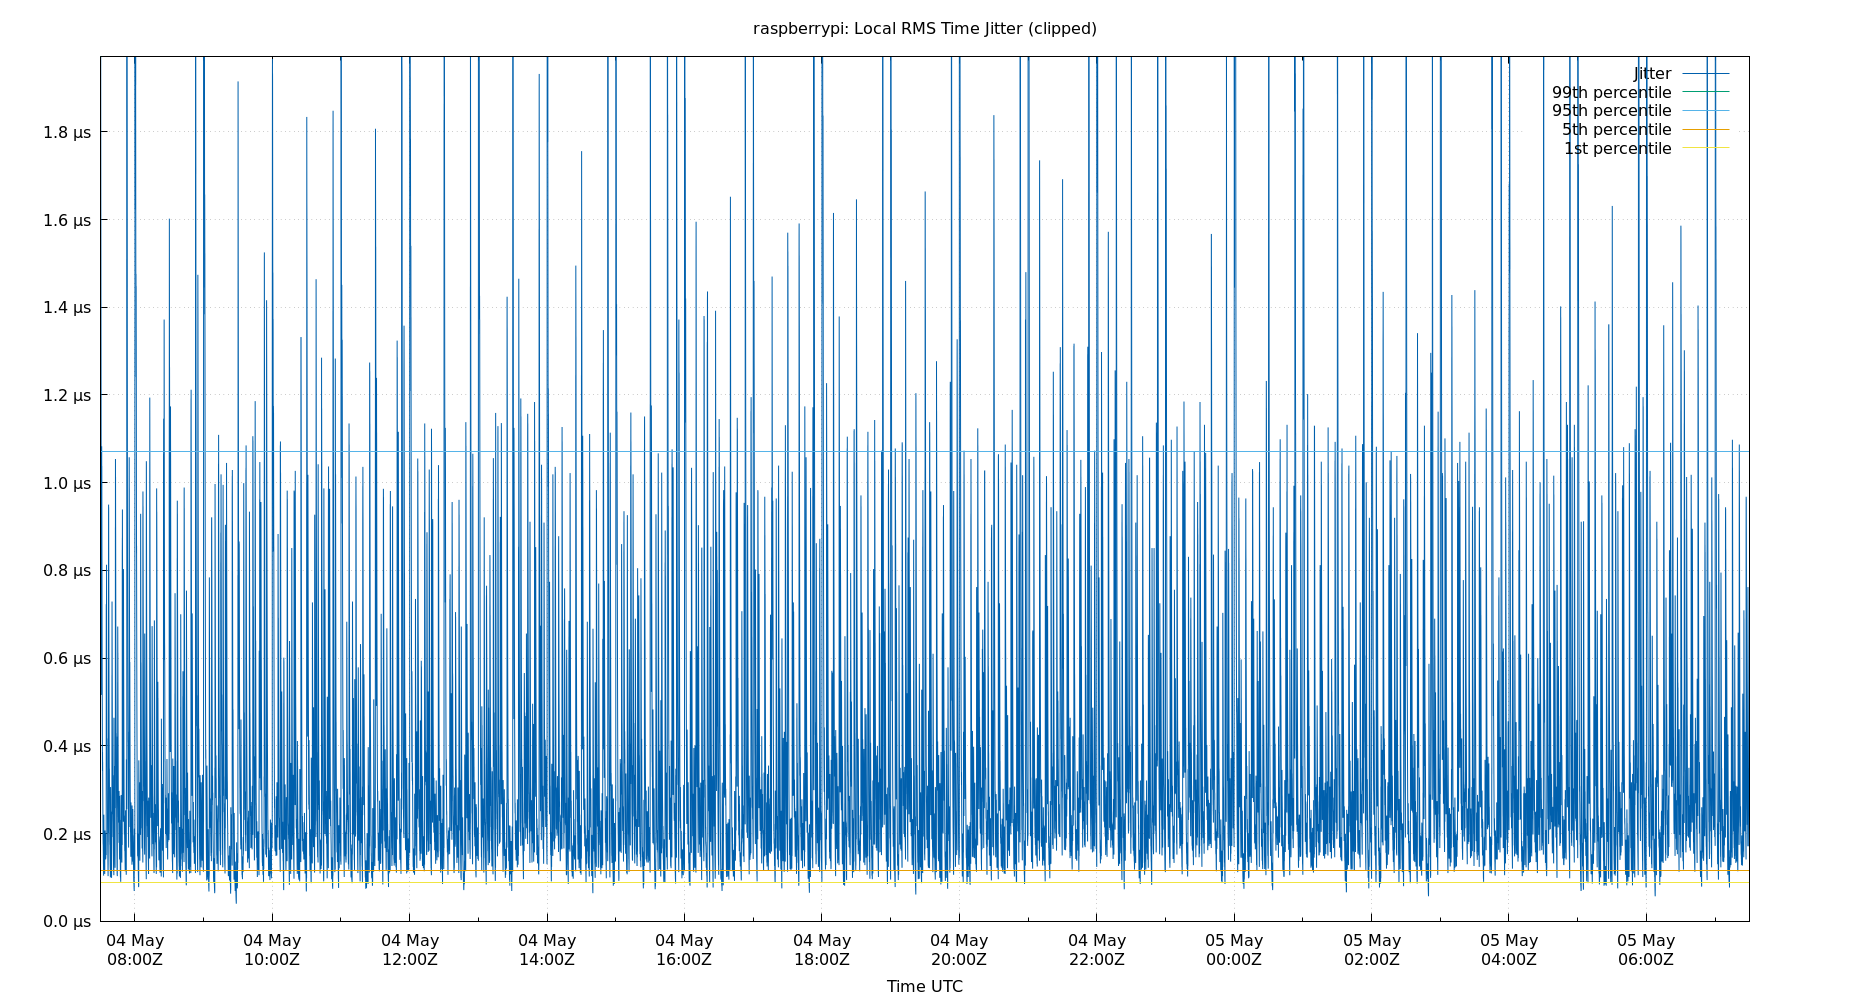 raspberrypi: Local RMS Time Jitter (clipped)
Jitter
99th percentile
95th percentile
5th percentile
1st percentile
1.8 µs
1.6 µs
1.4 µs
1.2 µs
1.0 µs
0.8 µs
0.6 µs
0.4 µs
0.2 µs
0.0 µs
04 May 04 May 04 May 04 May 04 May 04 May 04 May 04 May 05 May 05 May 05 May 05 May
08:00Z 10:00Z 12:00Z 14:00Z 16:00Z 18:00Z 20:00Z 22:00Z 00:00Z 02:00Z 04:00Z 06:00Z
Time UTC